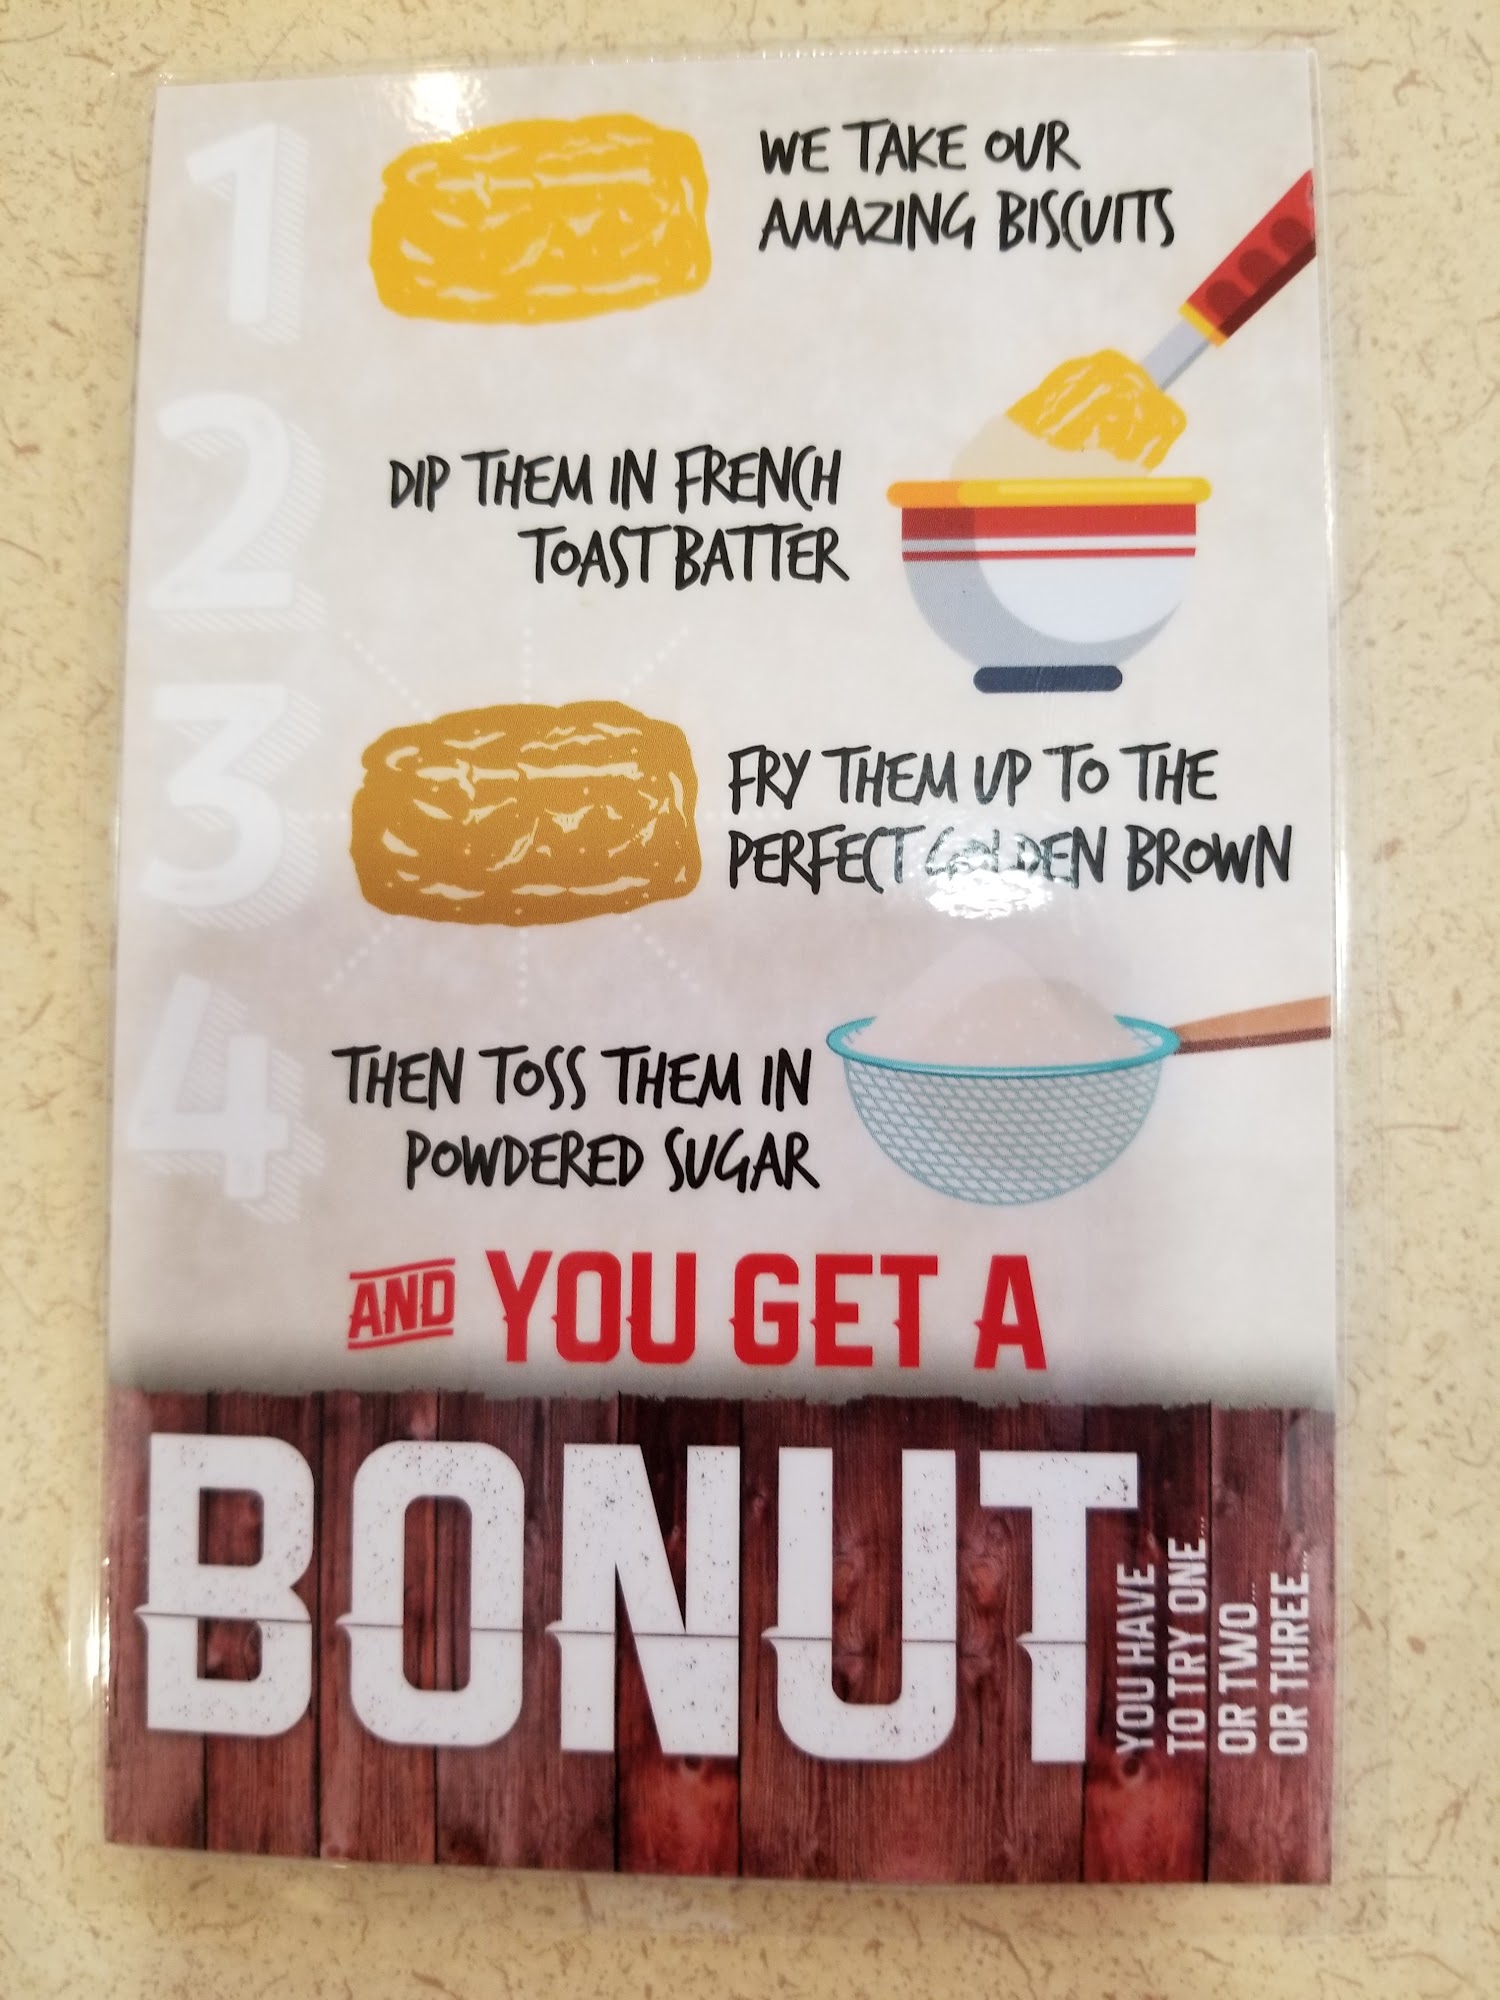 1
WE TAKE OUR
AMAZING BISCUITS
2
DIP THEM IN FRENCH
TOAST BATTER
3
FRY THEM UP TO THE
PERFECT GOLDEN BROWN
4
THEN TOSS THEM IN
POWDERED SUGAR
AND YOU GET A
BONUT
YOU HAVE
TO TRY ONE...
OR TWO...
OR THREE...